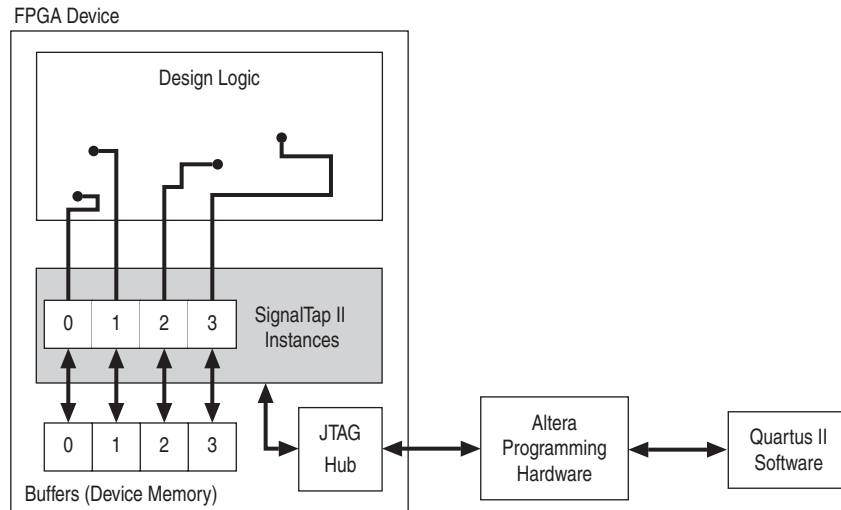 FPGA Device
Design Logic
0 1 2 3
SignalTap II
Instances
0 1 2 3
Buffers (Device Memory)
JTAG
Hub
Altera
Programming
Hardware
Quartus II
Software